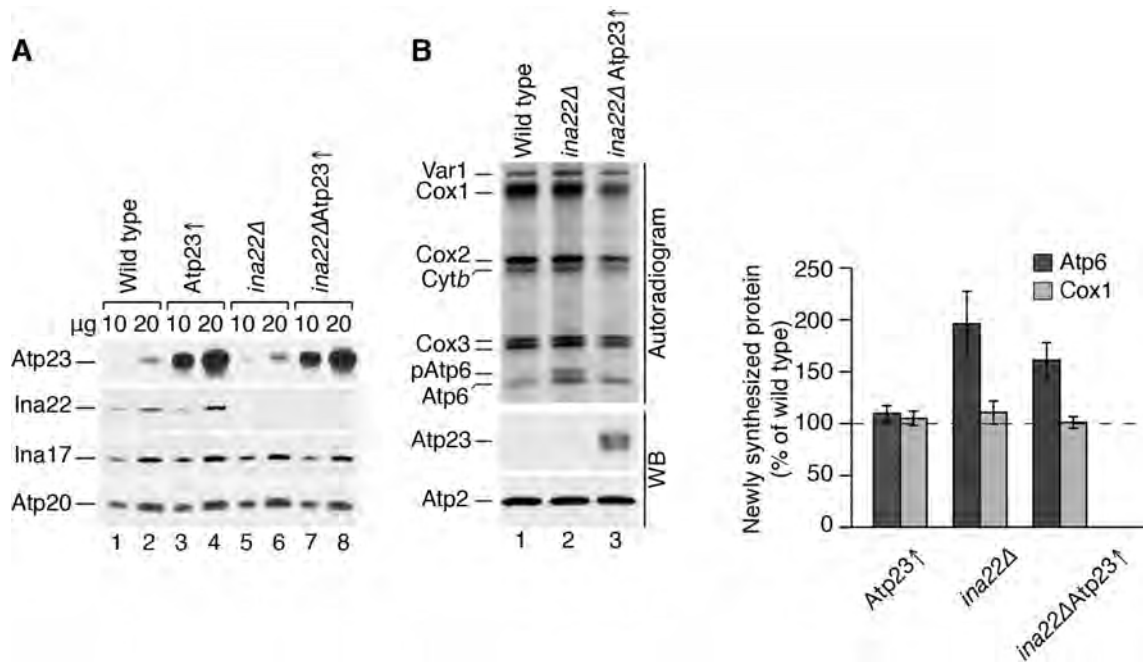 A
Wild type
Atp23↑
ina22Δ
ina22ΔAtp23↑
µg 10 20 10 20 10 20 10 20
Atp23
Ina22
Ina17
Atp20
1 2 3 4 5 6 7 8
B
Wild type
ina22Δ
ina22ΔAtp23↑
Var1
Cox1
Cox2
Cytb
Cox3
pAtp6
Atp6
Autoradiogram
Atp23
Atp2
WB
1 2 3
Newly synthesized protein
(% of wild type)
250
200
150
100
50
0
Atp6
Cox1
Atp23↑
ina22Δ
ina22ΔAtp23↑